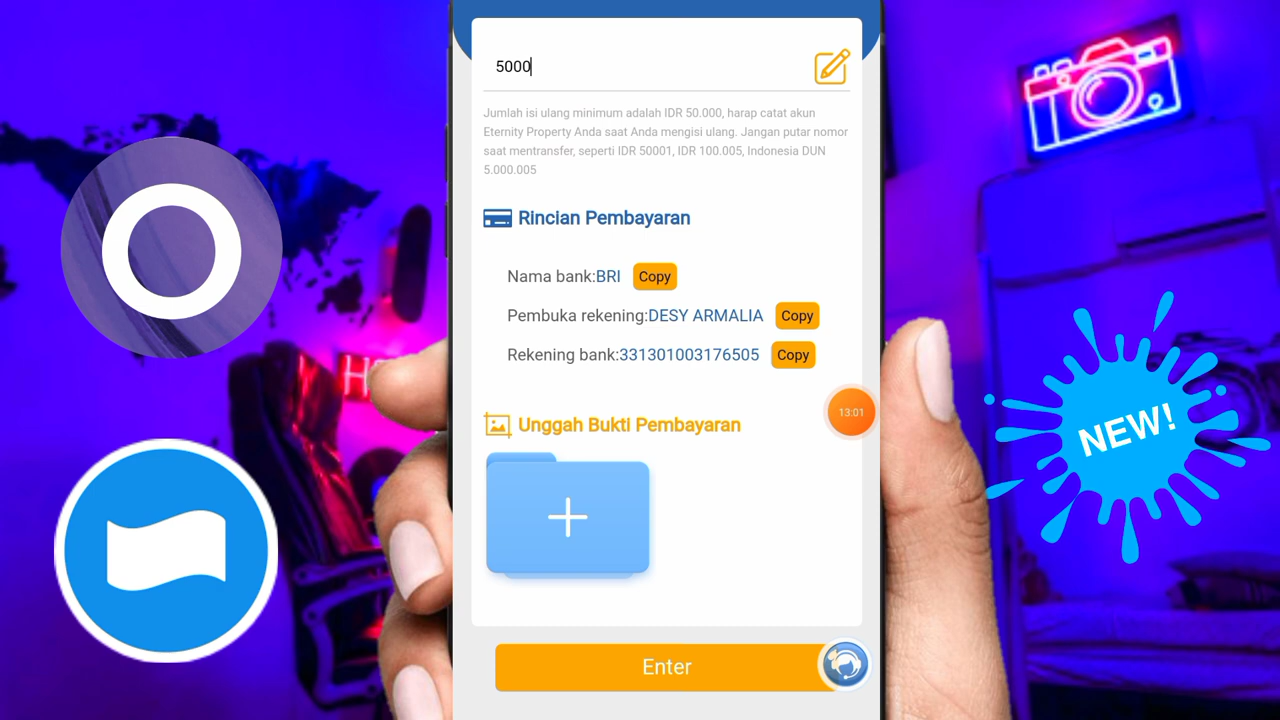 5000
Jumlah isi ulang minimum adalah IDR 50.000, harap catat akun
Eternity Property Anda saat Anda mengisi ulang. Jangan putar nomor
saat mentransfer, seperti IDR 50001, IDR 100.005, Indonesia DUN
5.000.005
Rincian Pembayaran
Nama bank:BRI Copy
Pembuka rekening:DESY ARMALIA Copy
Rekening bank:331301003176505 Copy
13:01
Unggah Bukti Pembayaran
Enter
NEW!